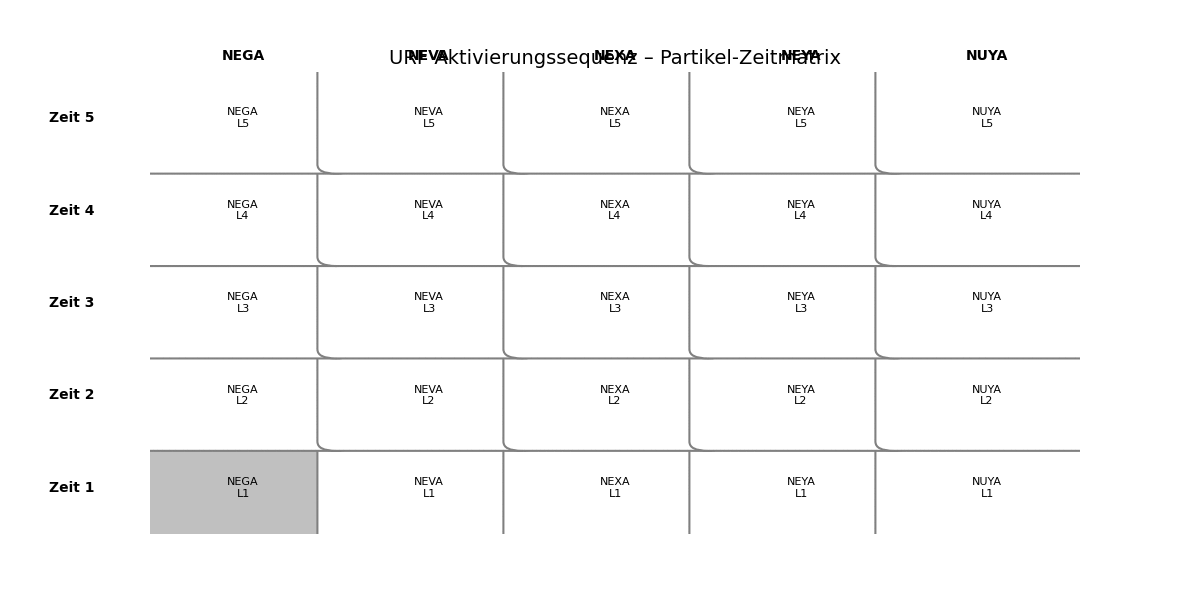 URF Aktivierungssequenz – Partikel-Zeitmatrix
NEGA NEVA NEXA NEYA NUYA
Zeit 5
NEGA
L5
NEVA
L5
NEXA
L5
NEYA
L5
NUYA
L5
Zeit 4
NEGA
L4
NEVA
L4
NEXA
L4
NEYA
L4
NUYA
L4
Zeit 3
NEGA
L3
NEVA
L3
NEXA
L3
NEYA
L3
NUYA
L3
Zeit 2
NEGA
L2
NEVA
L2
NEXA
L2
NEYA
L2
NUYA
L2
Zeit 1
NEGA
L1
NEVA
L1
NEXA
L1
NEYA
L1
NUYA
L1